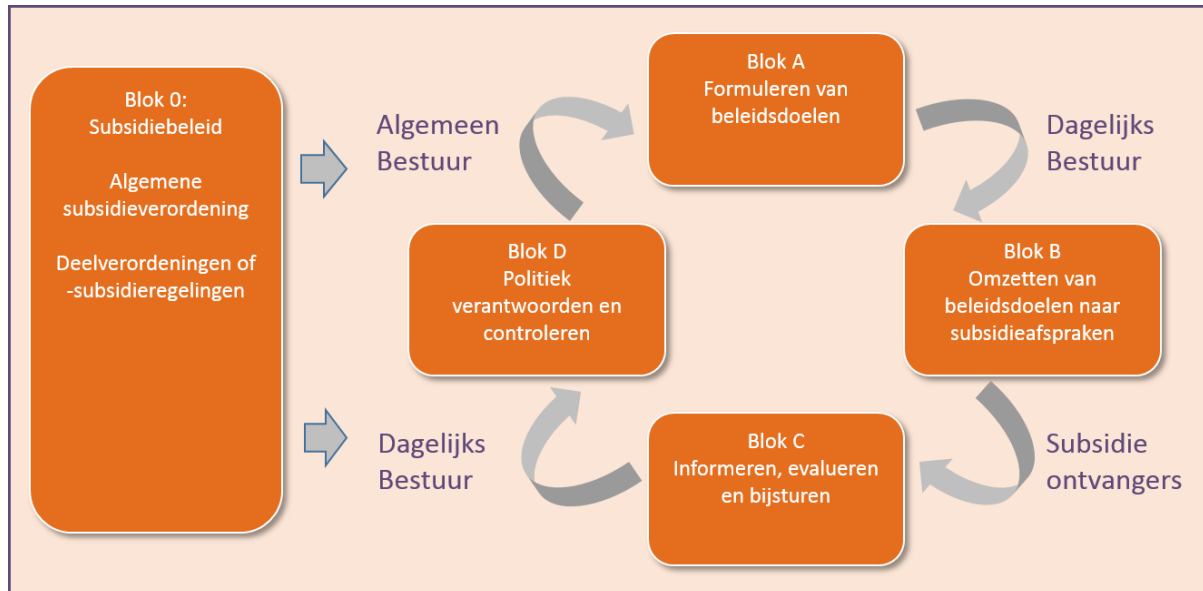 Blok 0:
Subsidiebeleid
Algemene
subsidieverordening
Deelverordeningen of
-subsidieregelingen
Algemeen
Bestuur
Blok A
Formuleren van
beleidsdoelen
Dagelijks
Bestuur
Blok D
Politiek
verantwoorden en
controleren
Blok B
Omzetten van
beleidsdoelen naar
subsidieafspraken
Dagelijks
Bestuur
Blok C
Informeren, evalueren
en bijsturen
Subsidie
ontvangers